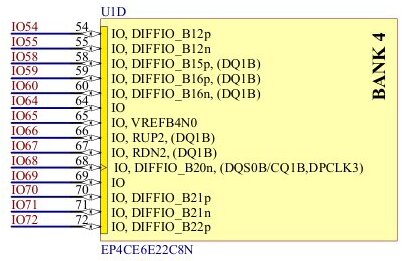 U1D
IO54 54 IO, DIFFIO_B12p
IO55 55 IO, DIFFIO_B12n
IO58 58 IO, DIFFIO_B15p, (DQ1B)
IO59 59 IO, DIFFIO_B16p, (DQ1B)
IO60 60 IO, DIFFIO_B16n, (DQ1B)
IO64 64 IO
IO65 65 IO, VREFB4N0
IO66 66 IO, RUP2, (DQ1B)
IO67 67 IO, RDN2, (DQ1B)
IO68 68 IO, DIFFIO_B20n, (DQS0B/CQ1B,DPCLK3)
IO69 69 IO
IO70 70 IO, DIFFIO_B21p
IO71 71 IO, DIFFIO_B21n
IO72 72 IO, DIFFIO_B22p
BANK 4
EP4CE6E22C8N